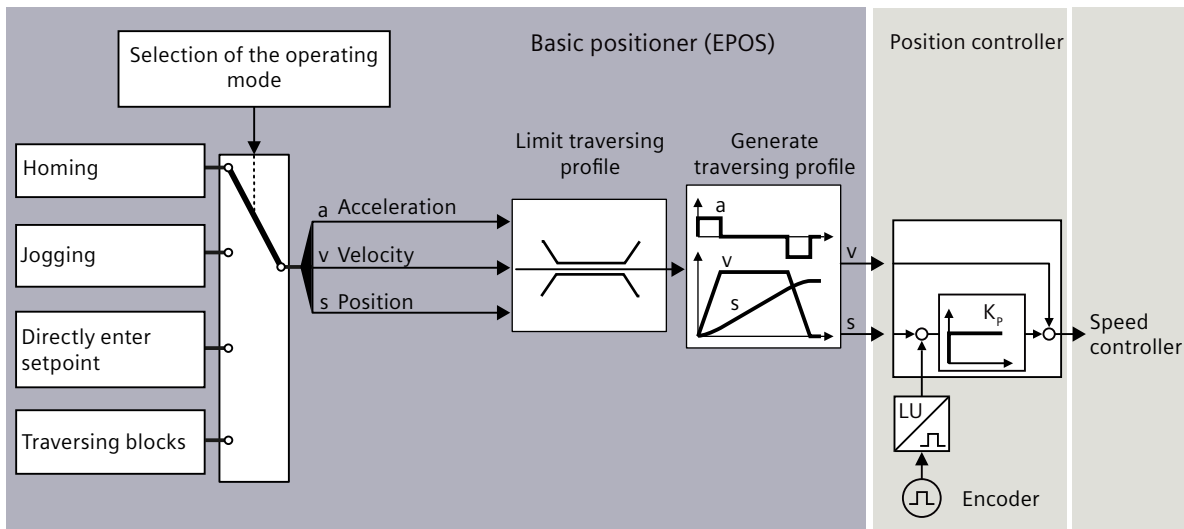 Basic positioner (EPOS)
Position controller
Selection of the operating
mode
Limit traversing
profile
Generate
traversing profile
Homing
Jogging
Directly enter
setpoint
Traversing blocks
a Acceleration
v Velocity
s Position
a
v
s
v
s
KP
Speed
controller
LU
Encoder